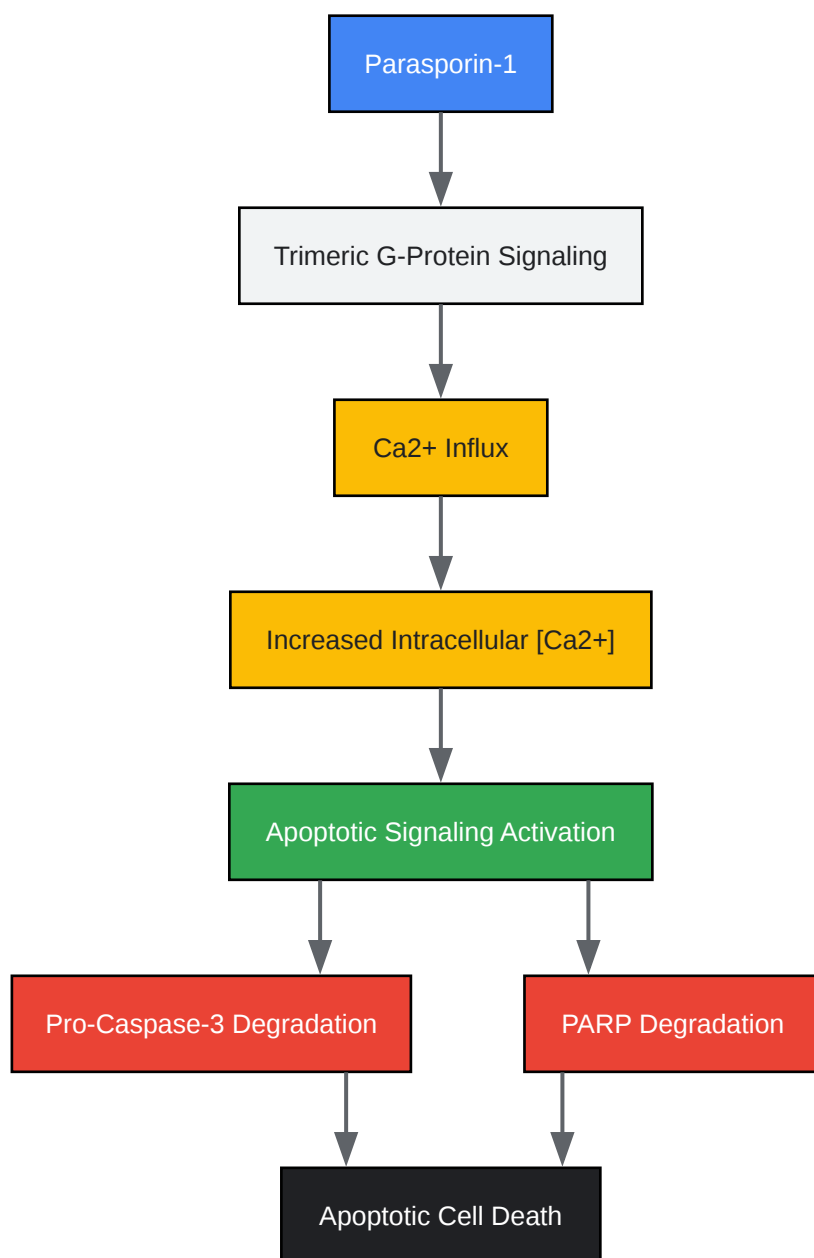 Parasporin-1
Trimeric G-Protein Signaling
Ca2+ Influx
Increased Intracellular [Ca2+]
Apoptotic Signaling Activation
Pro-Caspase-3 Degradation
PARP Degradation
Apoptotic Cell Death